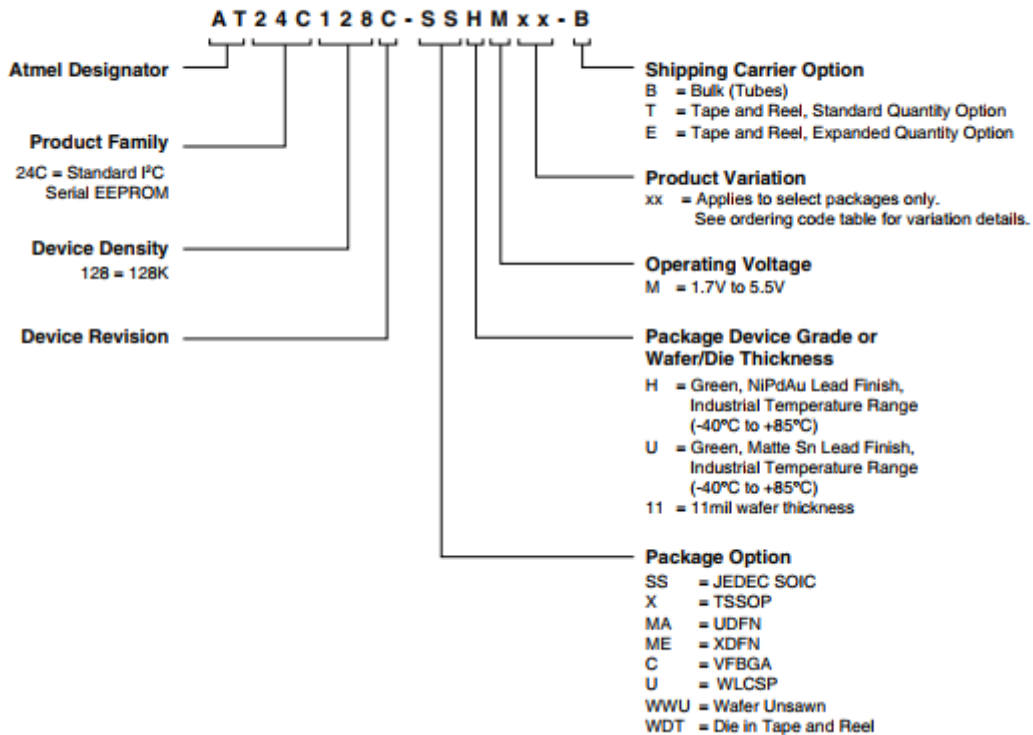 AT24C128C-SSHMxx-B
Atmel Designator
Product Family
24C = Standard I²C
Serial EEPROM
Device Density
128 = 128K
Device Revision
Shipping Carrier Option
B = Bulk (Tubes)
T = Tape and Reel, Standard Quantity Option
E = Tape and Reel, Expanded Quantity Option
Product Variation
xx = Applies to select packages only.
See ordering code table for variation details.
Operating Voltage
M = 1.7V to 5.5V
Package Device Grade or
Wafer/Die Thickness
H = Green, NiPdAu Lead Finish,
Industrial Temperature Range
(-40°C to +85°C)
U = Green, Matte Sn Lead Finish,
Industrial Temperature Range
(-40°C to +85°C)
11 = 11mil wafer thickness
Package Option
SS = JEDEC SOIC
X = TSSOP
MA = UDFN
ME = XDFN
C = VFBGA
U = WLCSP
WWU = Wafer Unsawn
WDT = Die in Tape and Reel